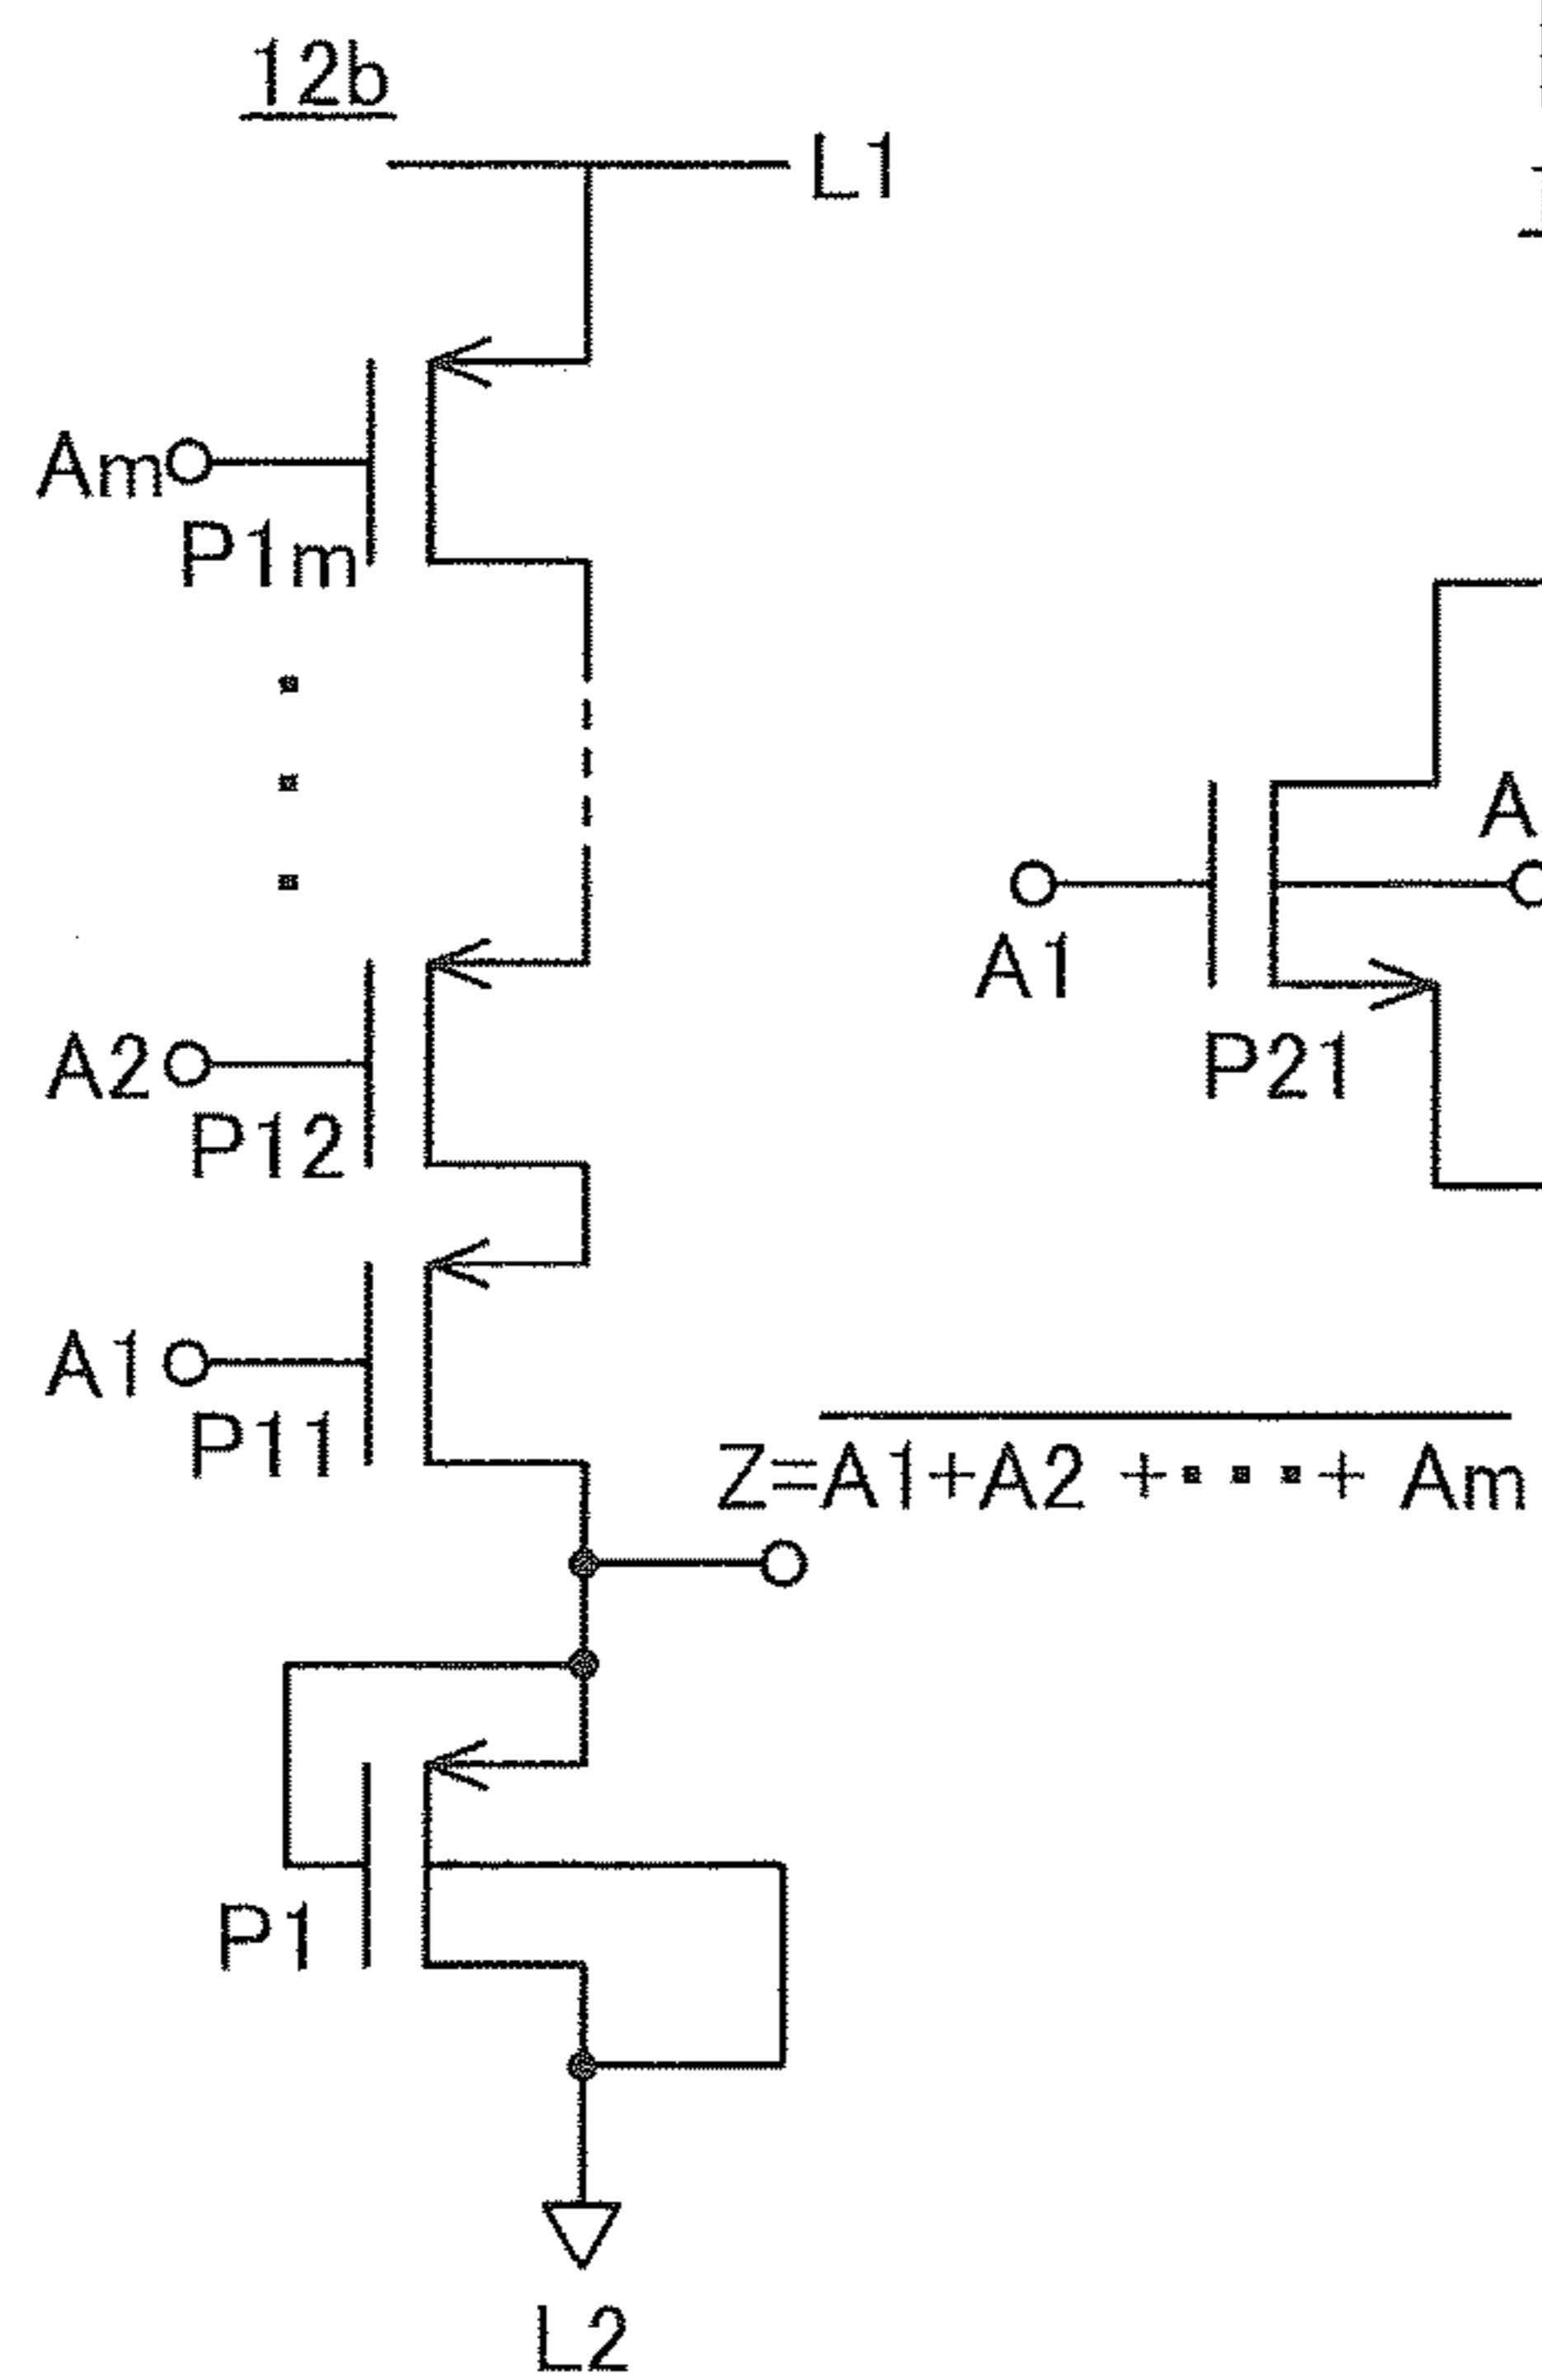 12b
L1
Am
P1m
A2
P12
A1
P11
Z=A1+A2 +・・・+ Am
P1
L2
A
A1
P21